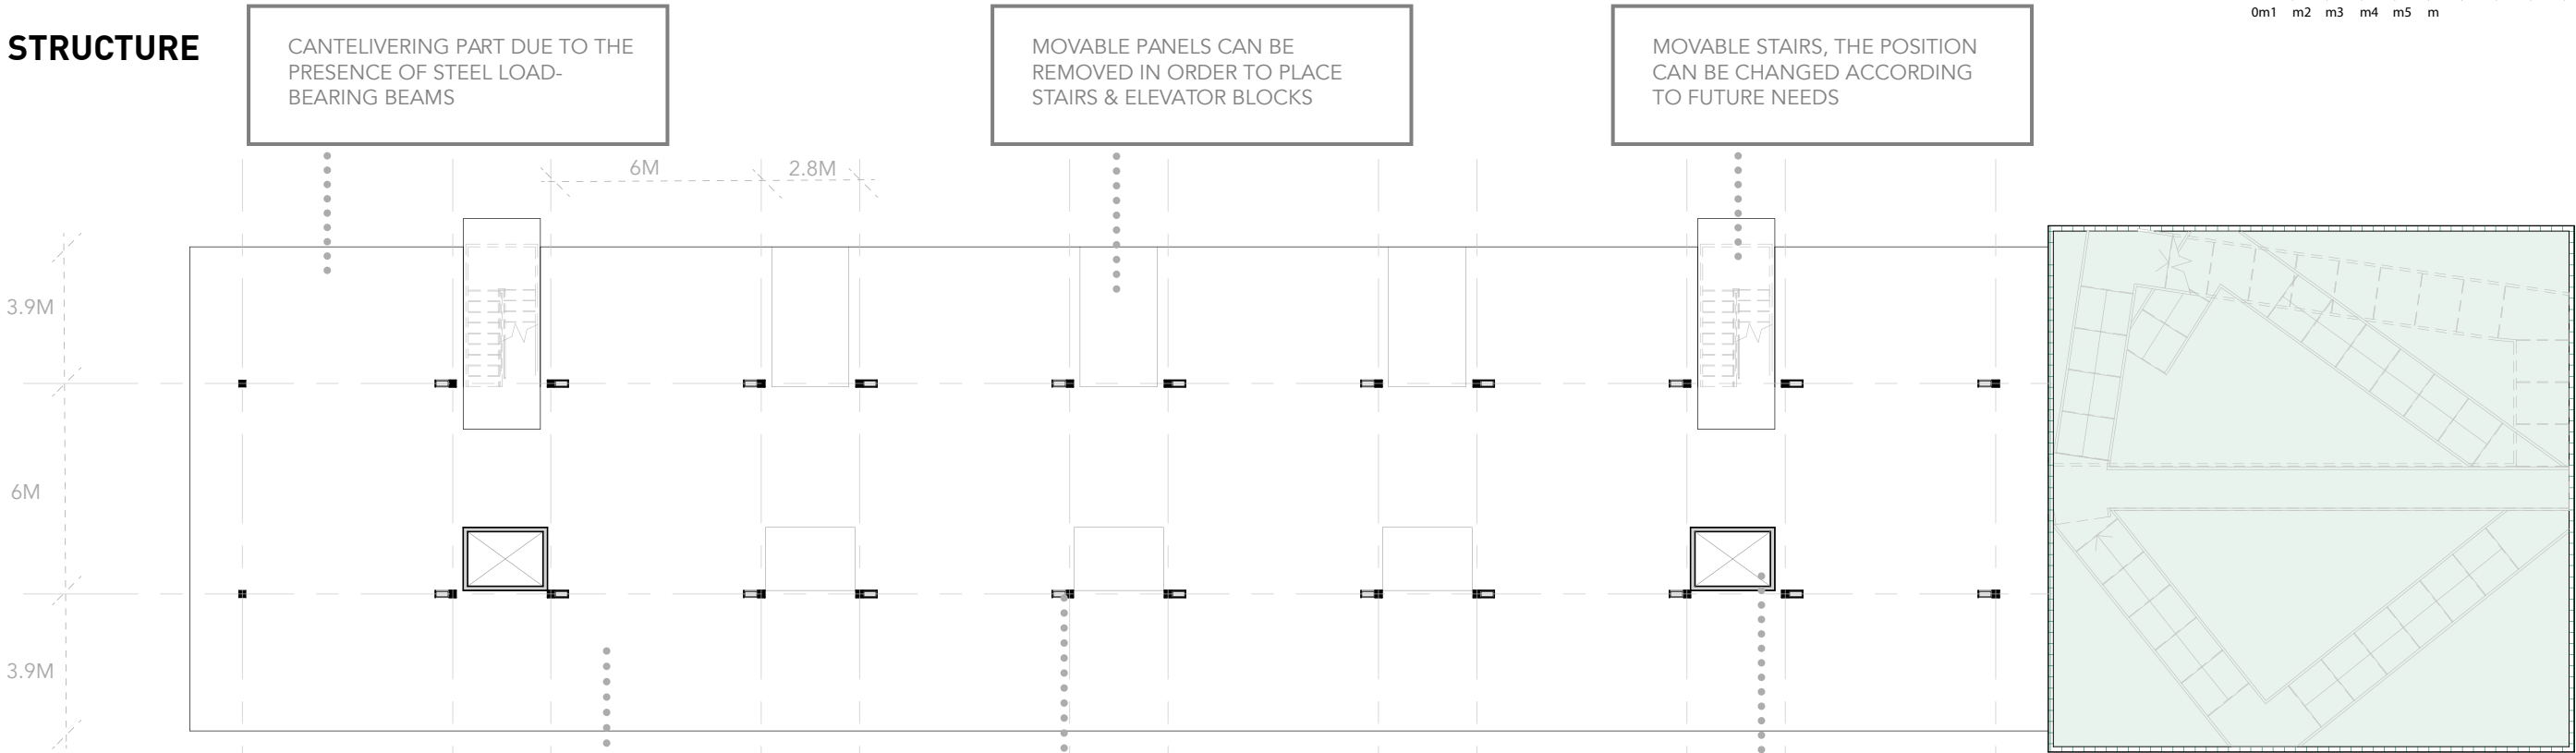 0m1 m2 m3 m4 m5 m
STRUCTURE
CANTELIVERING PART DUE TO THE
PRESENCE OF STEEL LOAD-
BEARING BEAMS
MOVABLE PANELS CAN BE
REMOVED IN ORDER TO PLACE
STAIRS & ELEVATOR BLOCKS
MOVABLE STAIRS, THE POSITION
CAN BE CHANGED ACCORDING
TO FUTURE NEEDS
6M
2.8M
3.9M
6M
3.9M